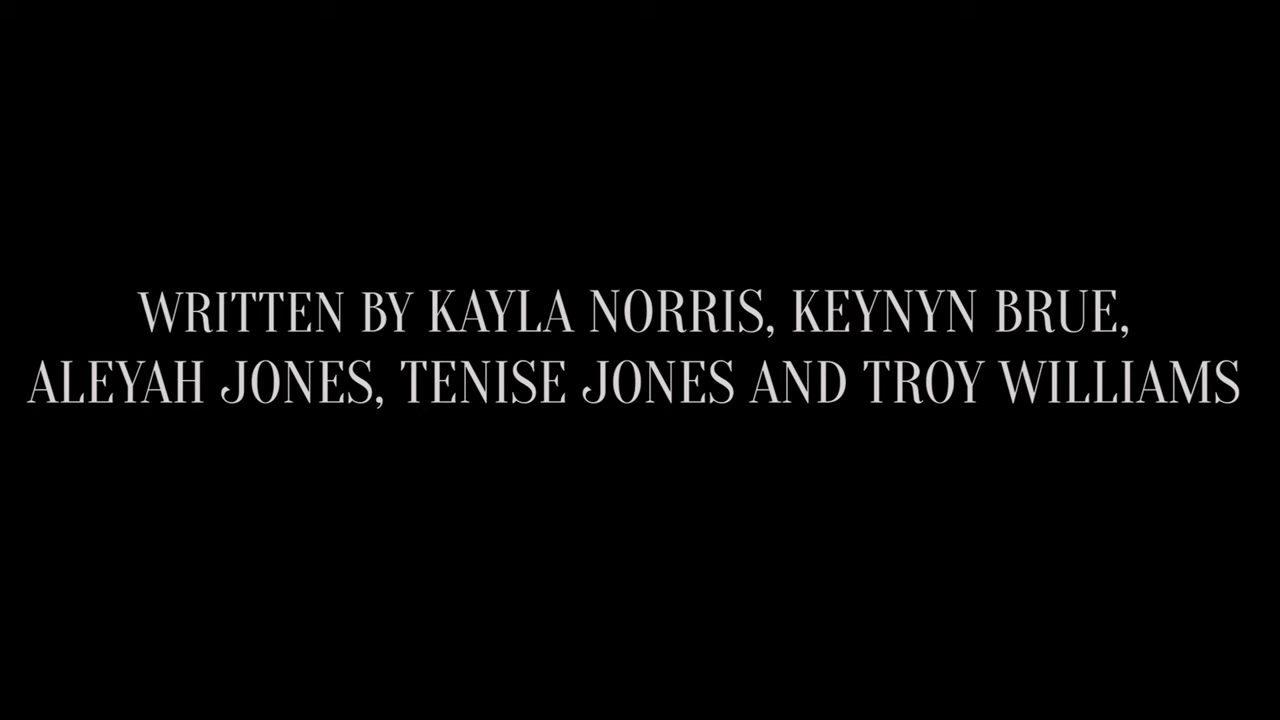 WRITTEN BY KAYLA NORRIS, KEYNYN BRUE,
ALEYAH JONES, TENISE JONES AND TROY WILLIAMS